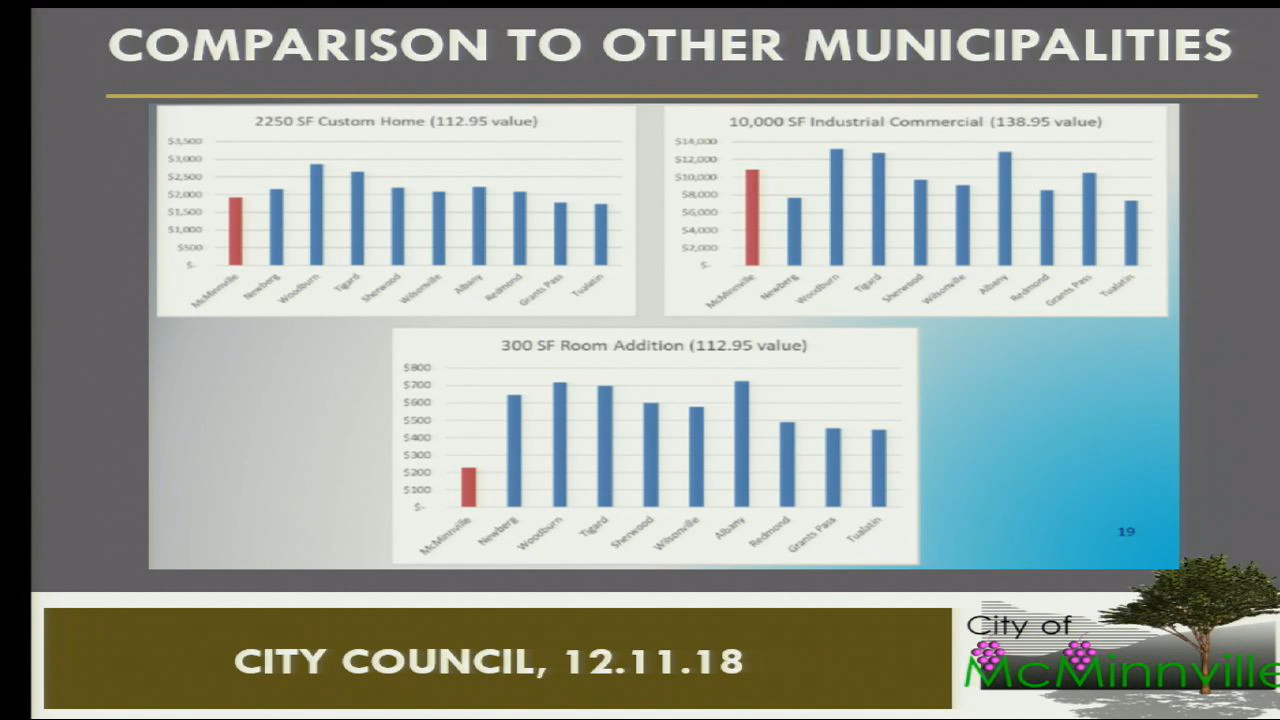 COMPARISON TO OTHER MUNICIPALITIES
2250 SF Custom Home (112.95 value)
$3,500
$3,000
$2,500
$2,000
$1,500
$1,000
$500
$-
McMinnville
Newberg
Woodburn
Tigard
Sherwood
Wilsonville
Albany
Redmond
Grants Pass
Tualatin
10,000 SF Industrial Commercial (138.95 value)
$14,000
$12,000
$10,000
$8,000
$6,000
$4,000
$2,000
$-
McMinnville
Newberg
Woodburn
Tigard
Sherwood
Wilsonville
Albany
Redmond
Grants Pass
Tualatin
300 SF Room Addition (112.95 value)
$800
$700
$600
$500
$400
$300
$200
$100
$-
McMinnville
Newberg
Woodburn
Tigard
Sherwood
Wilsonville
Albany
Redmond
Grants Pass
Tualatin
19
CITY COUNCIL, 12.11.18
City of
McMinnville